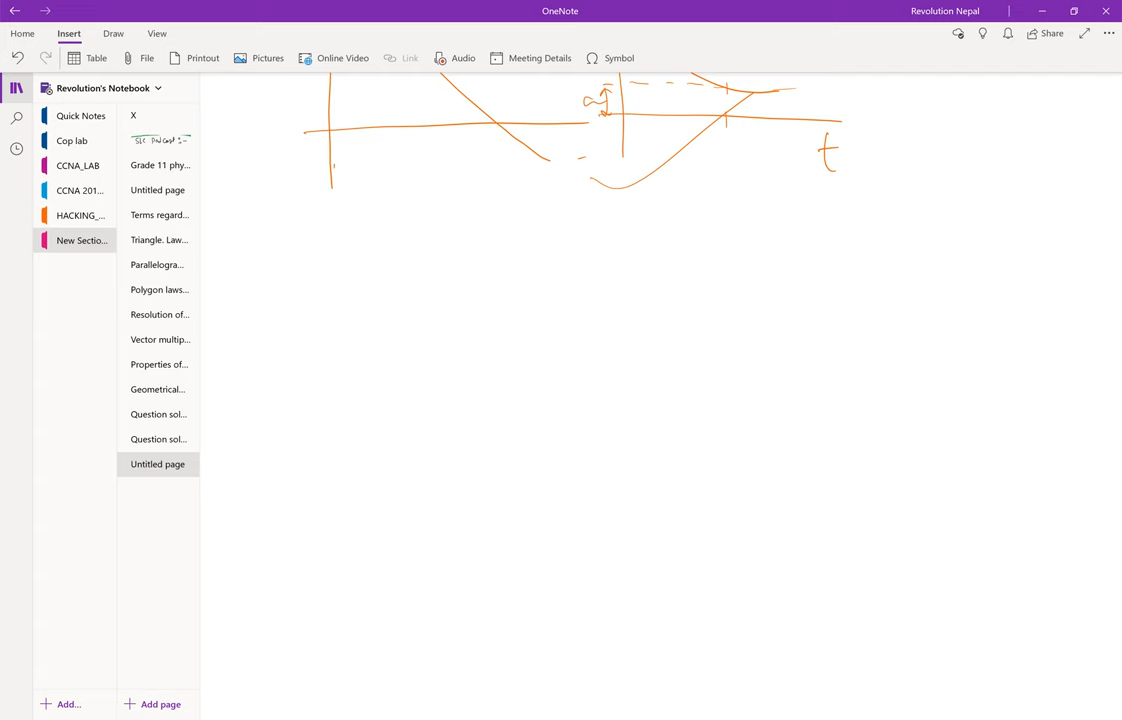 OneNote
Revolution Nepal
Home
Insert
Draw
View
Share
Table
File
Printout
Pictures
Online Video
Link
Audio
Meeting Details
Symbol
Revolution's Notebook
Quick Notes
Cop lab
CCNA_LAB
CCNA 201...
HACKING_...
New Sectio...
X
Grade 11 phy...
Untitled page
Terms regard...
Triangle. Law...
Parallelogra...
Polygon laws...
Resolution of...
Vector multip...
Properties of...
Geometrical...
Question sol...
Question sol...
Untitled page
t
Add...
Add page